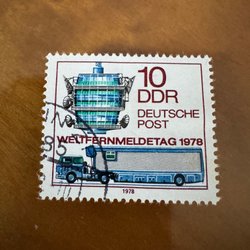 10
DDR
DEUTSCHE
POST
WELTFERNMELDETAG 1978
1978